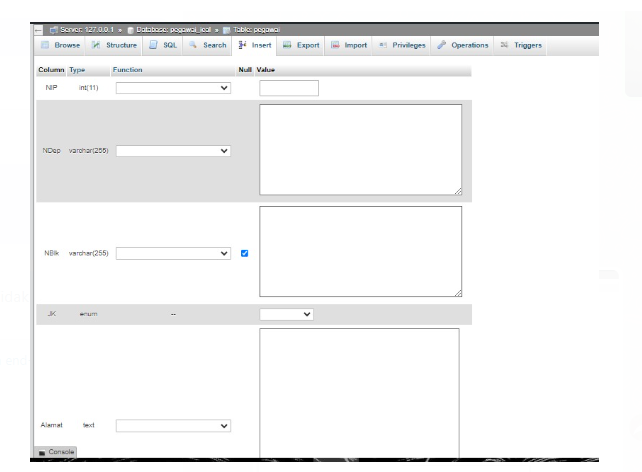 Server: 127.0.0.1 » Database: pegawai_ical » Table: pegawai
Browse Structure SQL Search Insert Export Import Privileges Operations Triggers
Column Type Function Null Value
NIP int(11)
NDep varchar(255)
NBlk varchar(255)
JK enum --
Alamat text
Console